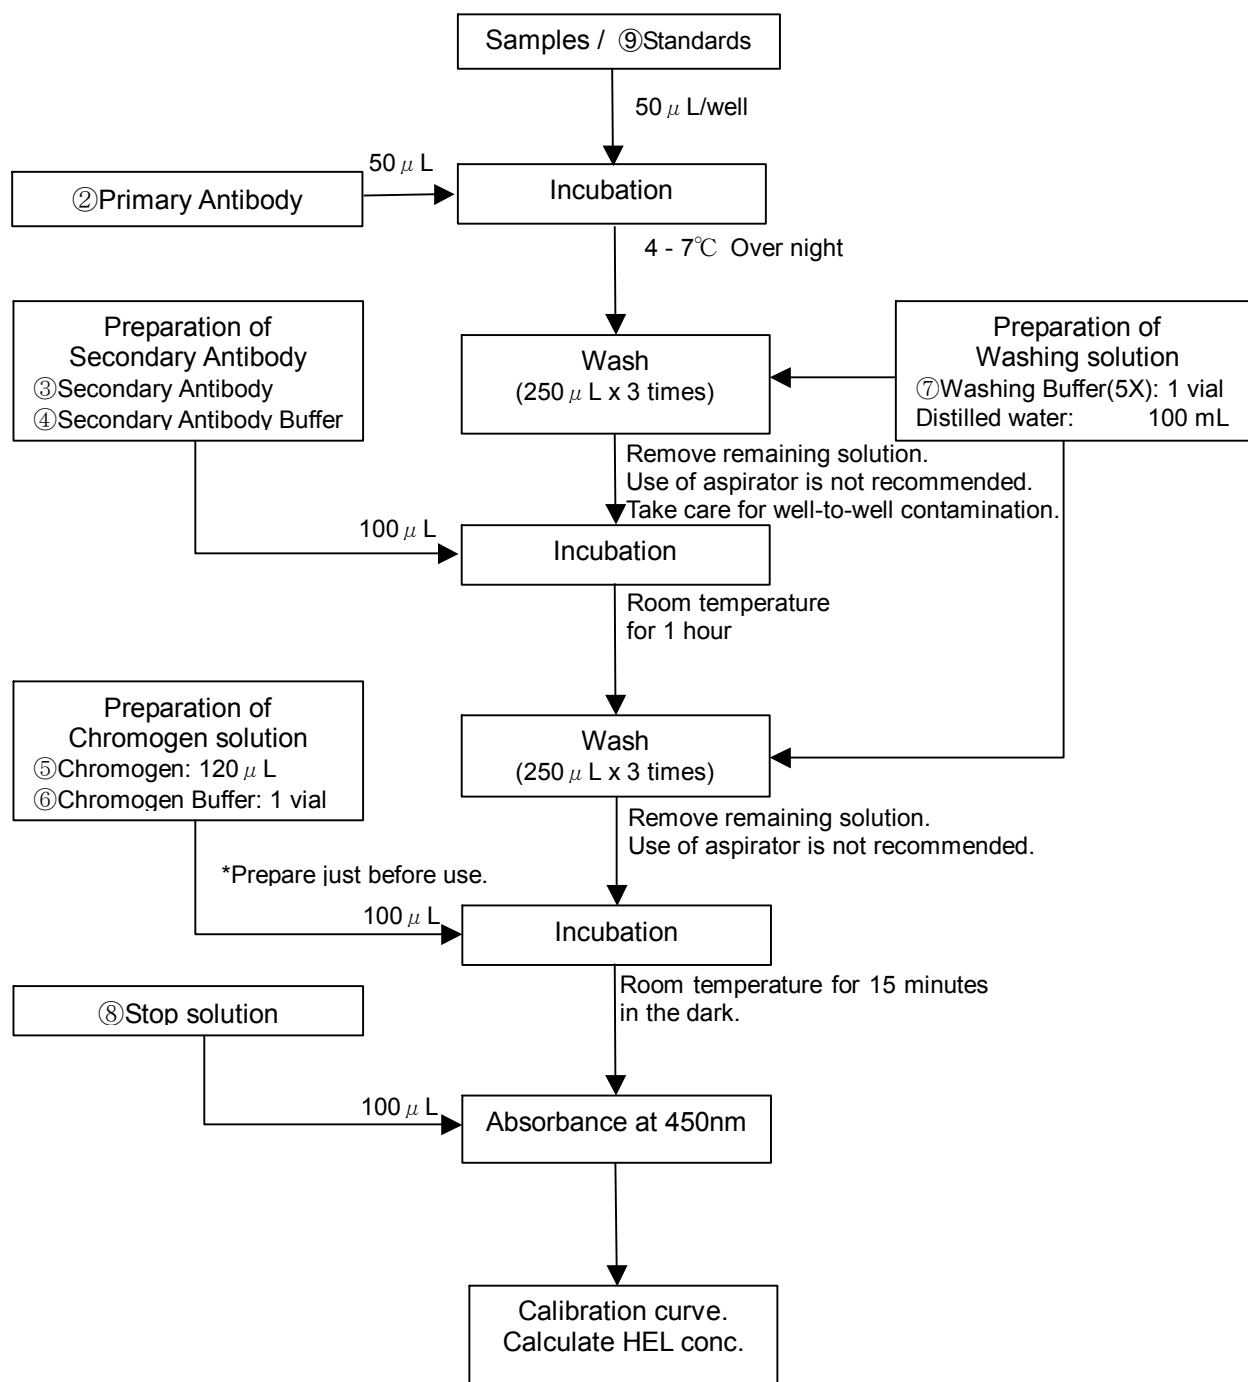 Samples / ⑨Standards
50μL/well
50μL
②Primary Antibody
Incubation
4 - 7℃ Over night
Preparation of
Secondary Antibody
③Secondary Antibody
④Secondary Antibody Buffer
Wash
(250μL x 3 times)
Preparation of
Washing solution
⑦Washing Buffer(5X): 1 vial
Distilled water: 100 mL
Remove remaining solution.
Use of aspirator is not recommended.
Take care for well-to-well contamination.
100μL
Incubation
Room temperature
for 1 hour
Preparation of
Chromogen solution
⑤Chromogen: 120μL
⑥Chromogen Buffer: 1 vial
Wash
(250μL x 3 times)
Remove remaining solution.
Use of aspirator is not recommended.
*Prepare just before use.
100μL
Incubation
Room temperature for 15 minutes
in the dark.
⑧Stop solution
100μL
Absorbance at 450nm
Calibration curve.
Calculate HEL conc.